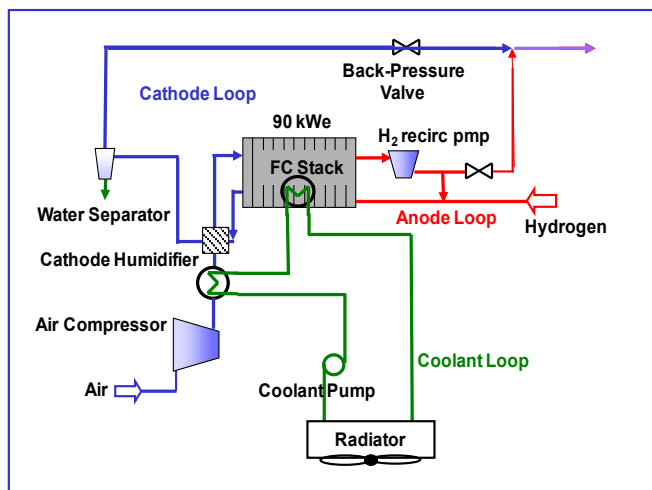 Back-Pressure
Valve
Cathode Loop
90 kWe
H2 recirc pmp
FC Stack
Water Separator
Anode Loop
Hydrogen
Cathode Humidifier
Air Compressor
Coolant Loop
Air
Coolant Pump
Radiator